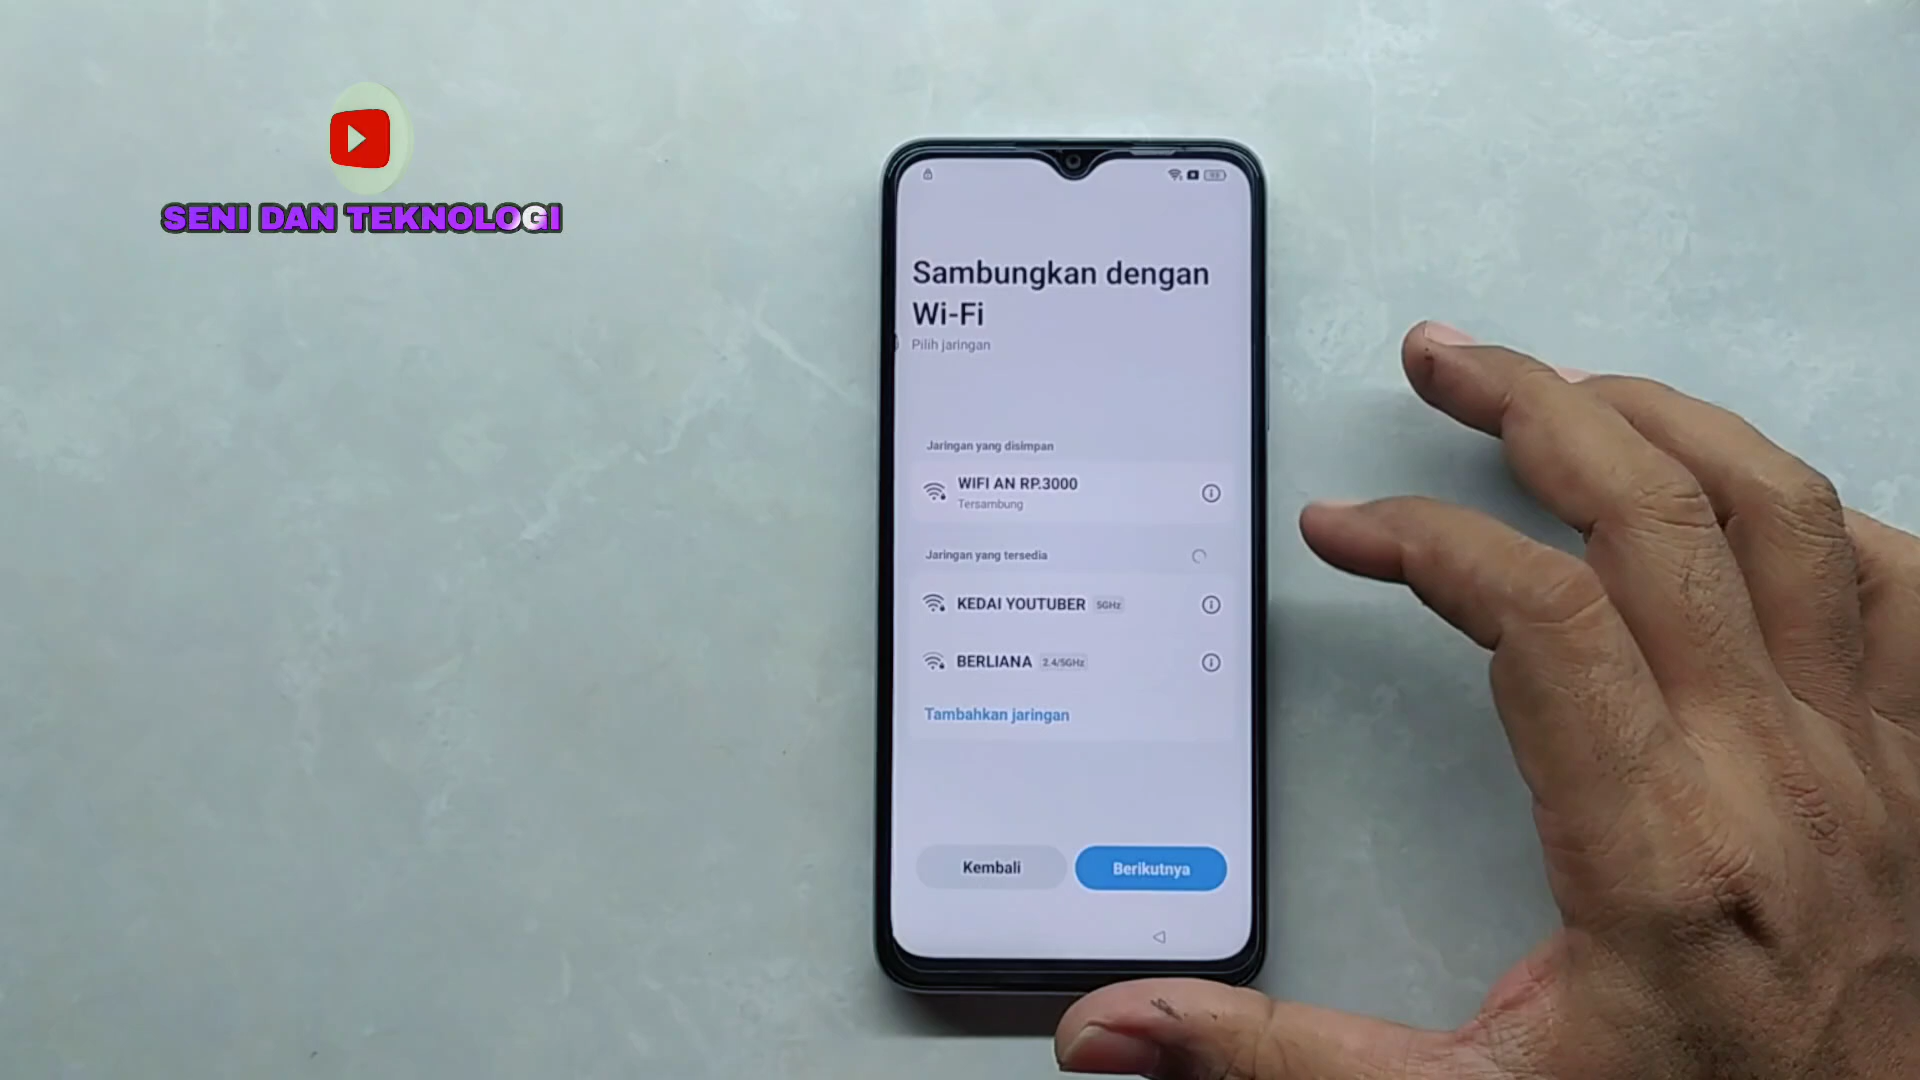 SENI DAN TEKNOLOGI
Sambungkan dengan
Wi-Fi
Pilih jaringan
Jaringan yang disimpan
WIFI AN RP.3000
Tersambung
Jaringan yang tersedia
KEDAI YOUTUBER 5GHz
BERLIANA 2.4/5GHz
Tambahkan jaringan
Kembali
Berikutnya